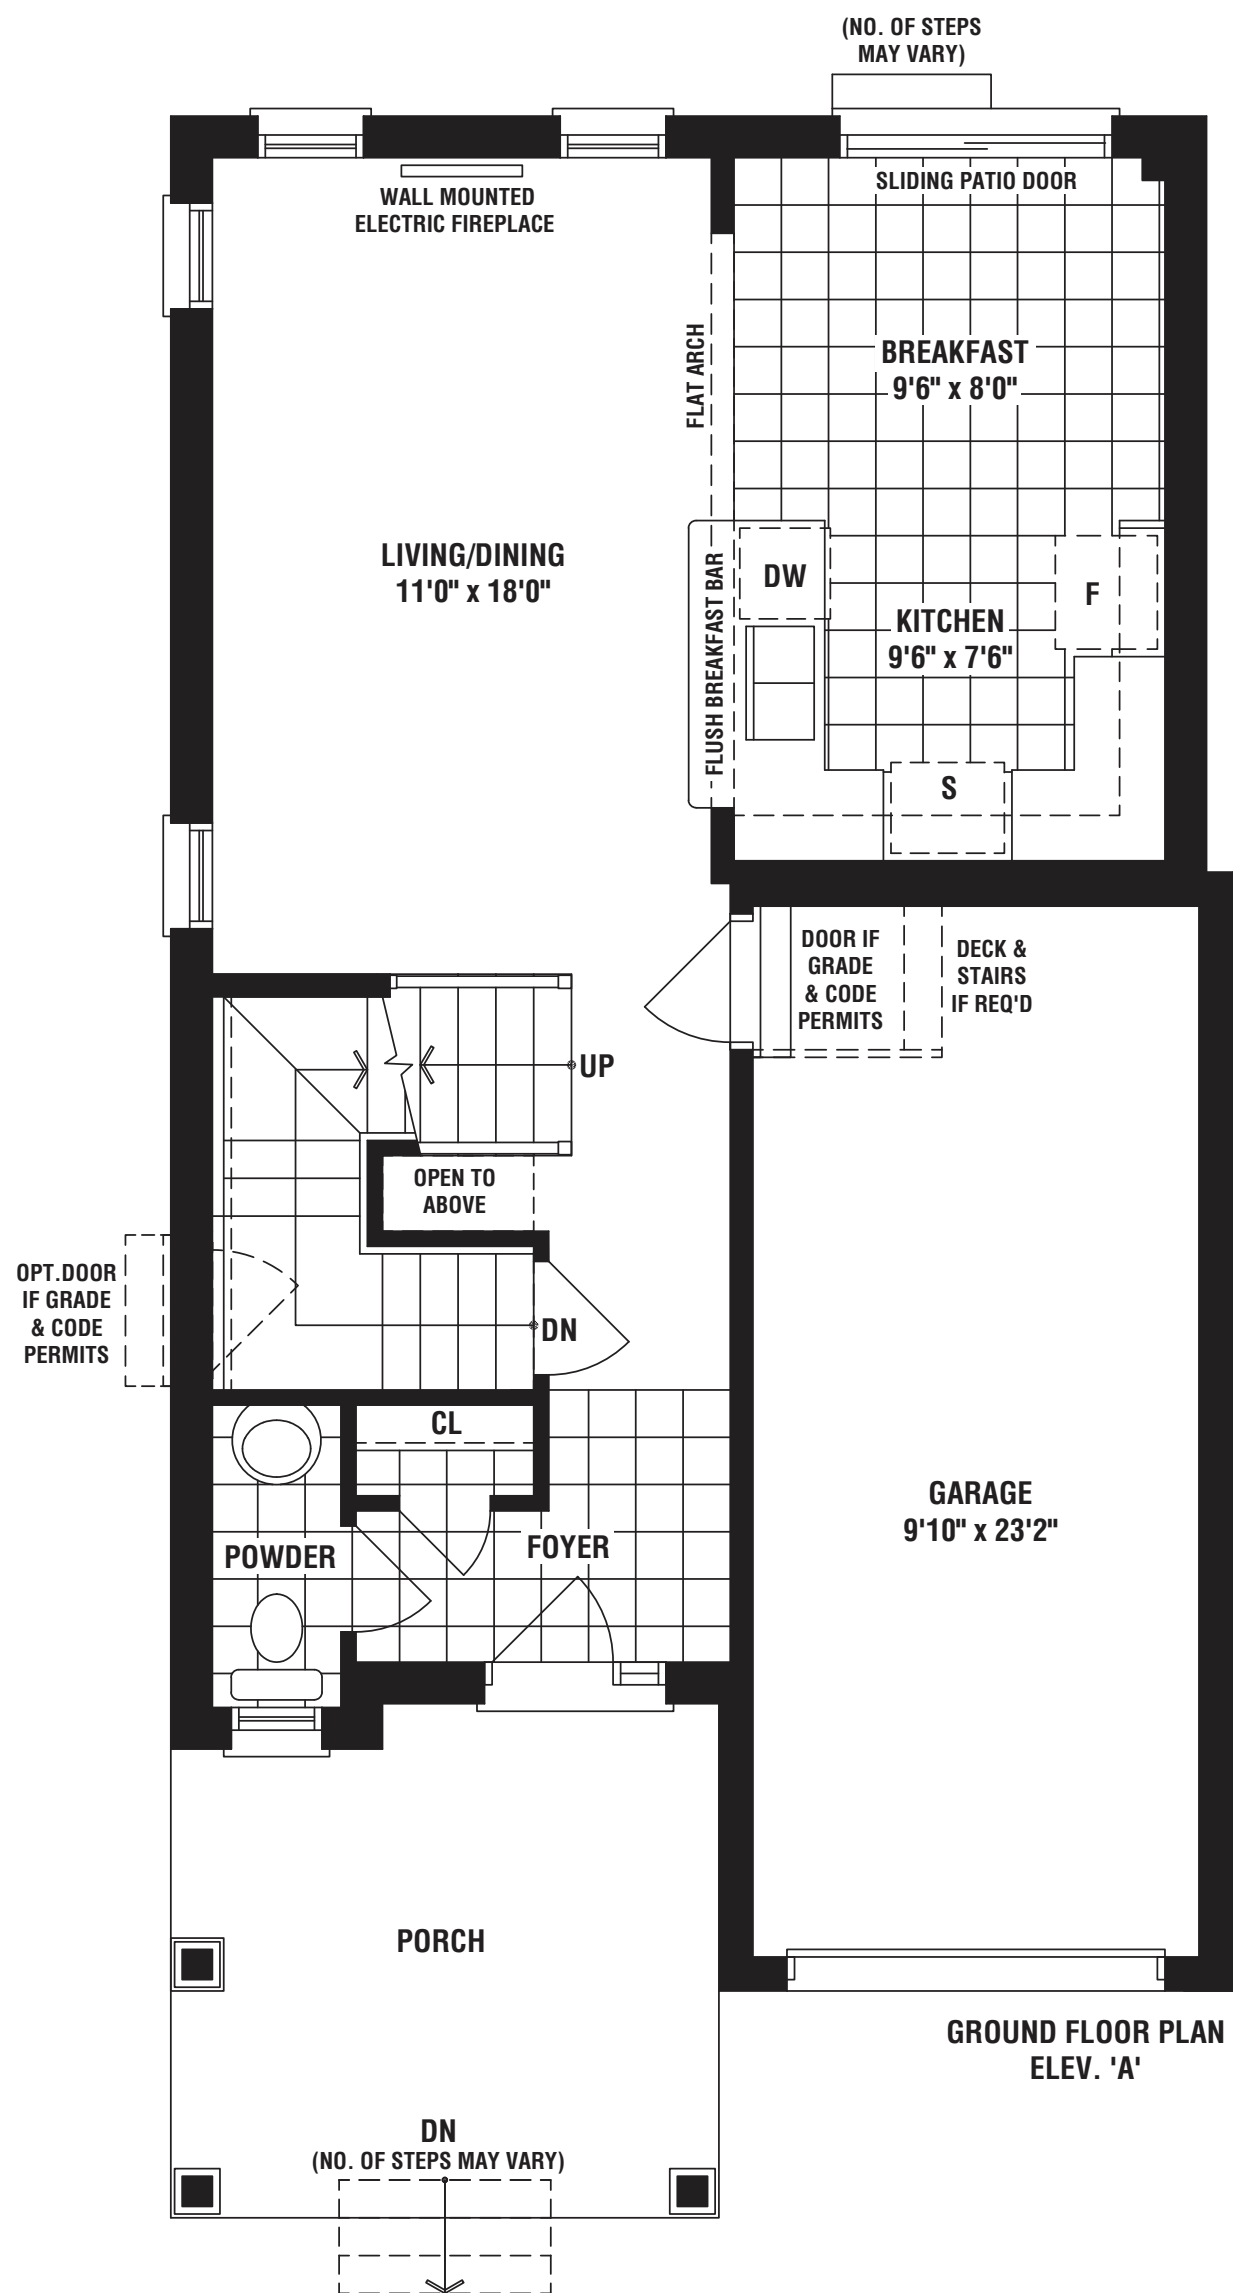 (NO. OF STEPS
MAY VARY)
SLIDING PATIO DOOR
WALL MOUNTED
ELECTRIC FIREPLACE
FLAT ARCH
BREAKFAST
9'6" x 8'0"
LIVING/DINING
11'0" x 18'0"
FLUSH BREAKFAST BAR
DW
F
KITCHEN
9'6" x 7'6"
S
DOOR IF
GRADE
& CODE
PERMITS
DECK &
STAIRS
IF REQ'D
UP
OPEN TO
ABOVE
OPT.DOOR
IF GRADE
& CODE
PERMITS
DN
CL
GARAGE
9'10" x 23'2"
FOYER
POWDER
PORCH
GROUND FLOOR PLAN
ELEV. 'A'
DN
(NO. OF STEPS MAY VARY)